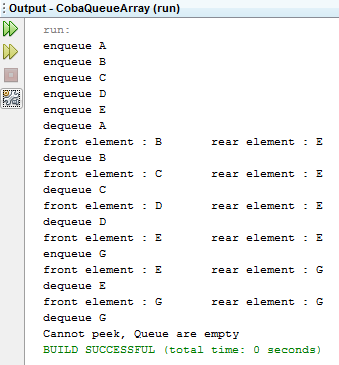 Output - CobaQueueArray (run)
run:
enqueue A
enqueue B
enqueue C
enqueue D
enqueue E
dequeue A
front element : B rear element : E
dequeue B
front element : C rear element : E
dequeue C
front element : D rear element : E
dequeue D
front element : E rear element : E
enqueue G
front element : E rear element : G
dequeue E
front element : G rear element : G
dequeue G
Cannot peek, Queue are empty
BUILD SUCCESSFUL (total time: 0 seconds)